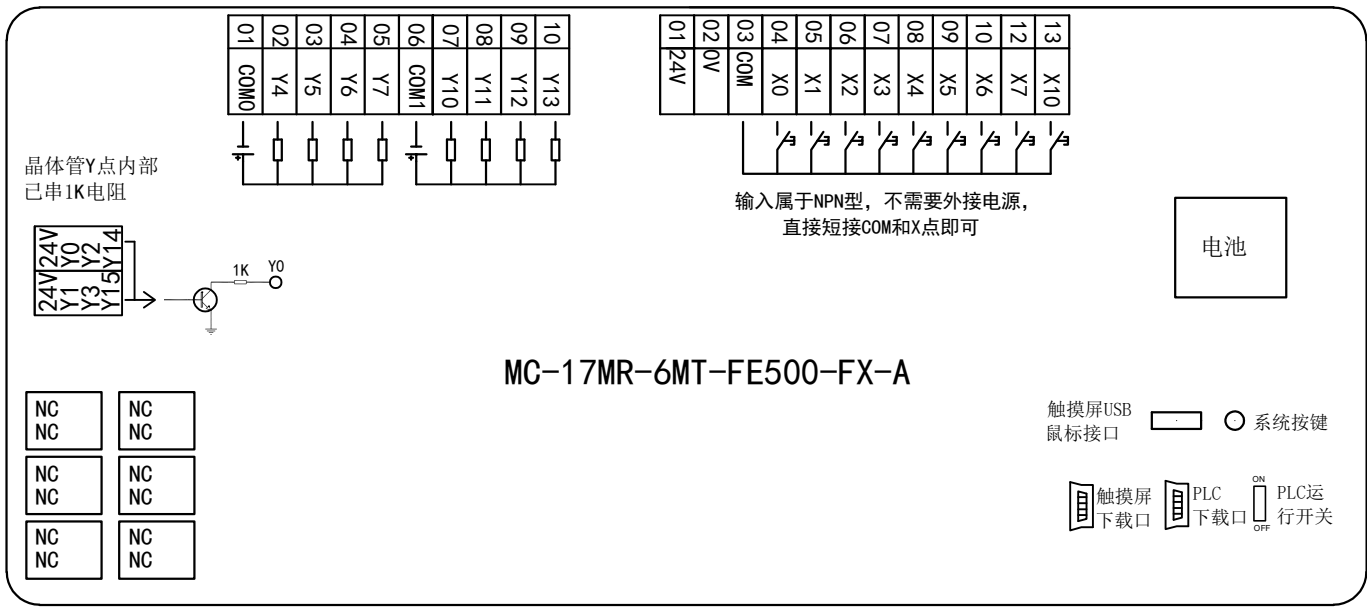 01 02 03 04 05 06 07 08 09 10
COM0 Y4 Y5 Y6 Y7 COM1 Y10 Y11 Y12 Y13
01 02 03 04 05 06 07 08 09 10 12 13
24V 0V COM X0 X1 X2 X3 X4 X5 X6 X7 X10
晶体管Y点内部
已串1K电阻
输入属于NPN型，不需要外接电源，
直接短接COM和X点即可
24V Y0 Y2 Y14
24V Y1 Y3 Y15
1K
Y0
电池
MC-17MR-6MT-FE500-FX-A
NC
NC
NC
NC
NC
NC
NC
NC
NC
NC
NC
NC
触摸屏USB
鼠标接口
系统按键
触摸屏
下载口
PLC
下载口
ON
OFF
PLC运
行开关